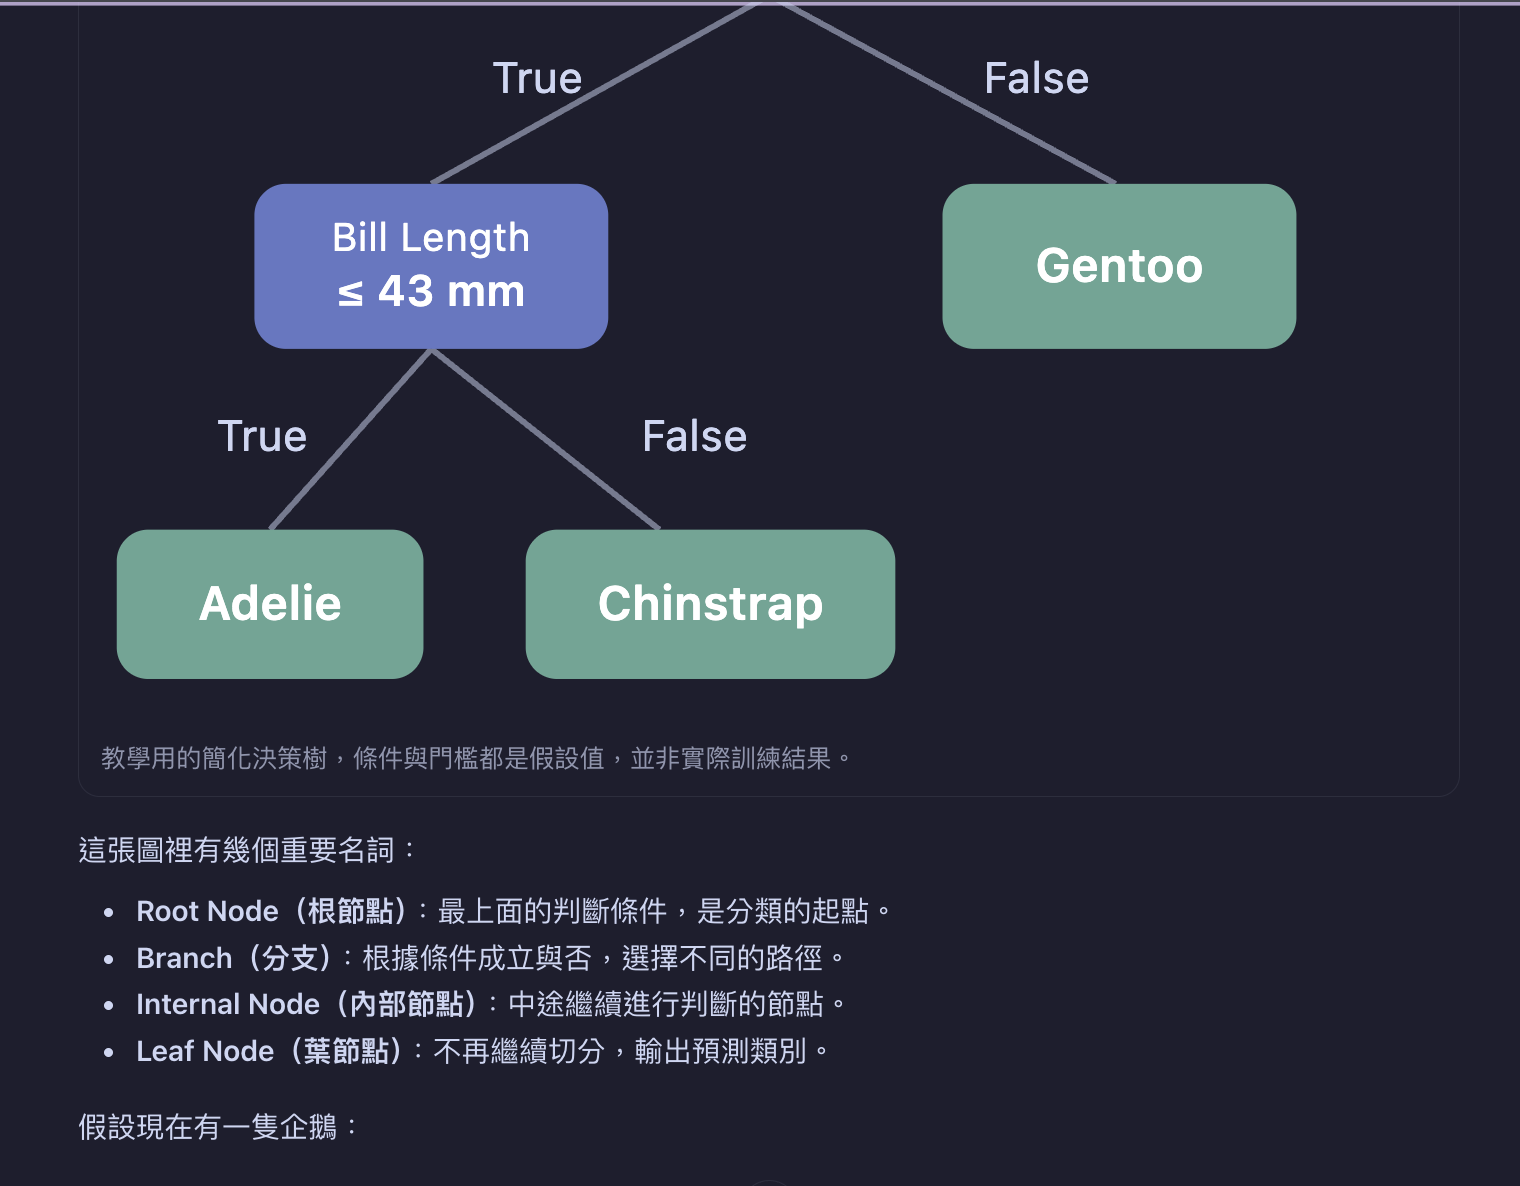 True
False
Bill Length
≤ 43 mm
Gentoo
True
False
Adelie
Chinstrap
教學用的簡化決策樹，條件與門檻都是假設值，並非實際訓練結果。
這張圖裡有幾個重要名詞：
• Root Node（根節點）：最上面的判斷條件，是分類的起點。
• Branch（分支）：根據條件成立與否，選擇不同的路徑。
• Internal Node（內部節點）：中途繼續進行判斷的節點。
• Leaf Node（葉節點）：不再繼續切分，輸出預測類別。
假設現在有一隻企鵝：